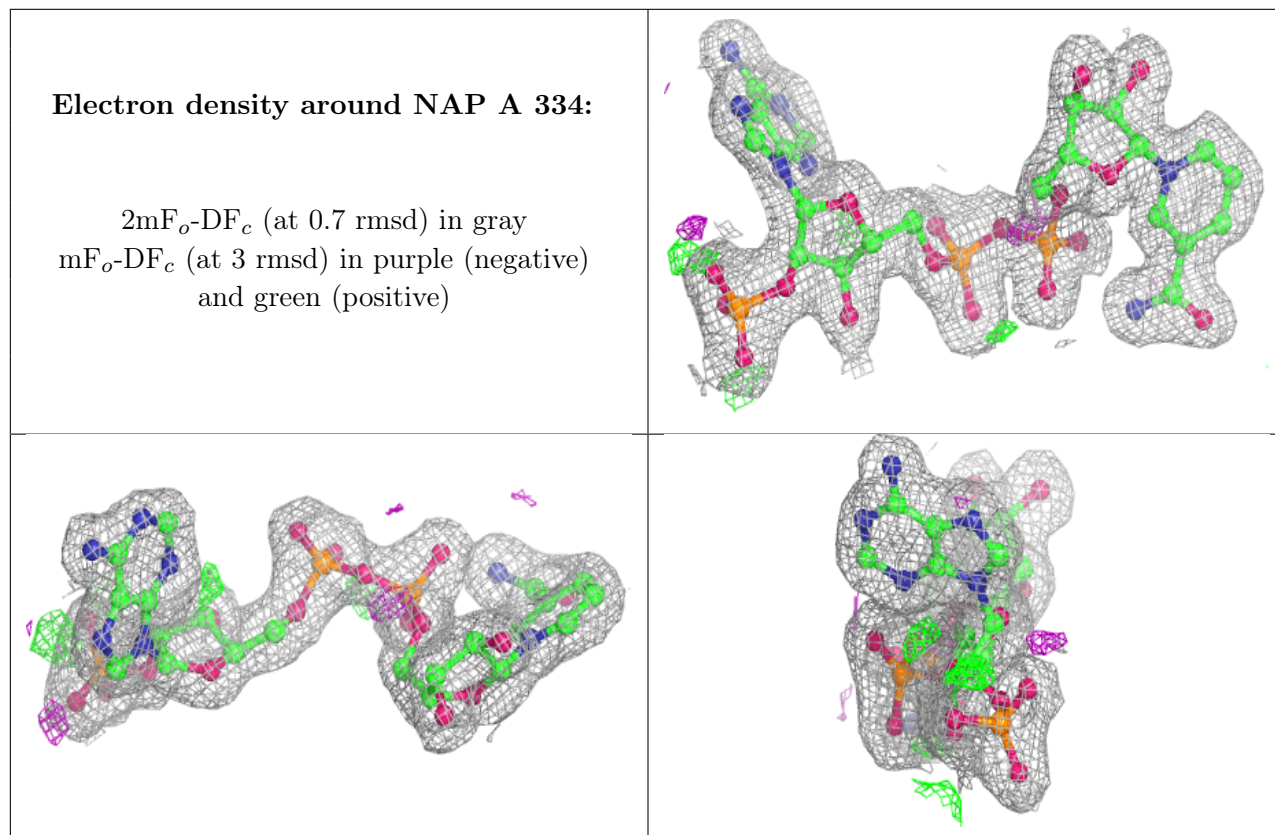 Electron density around NAP A 334:
2mFo-DFc (at 0.7 rmsd) in gray
mFo-DFc (at 3 rmsd) in purple (negative)
and green (positive)